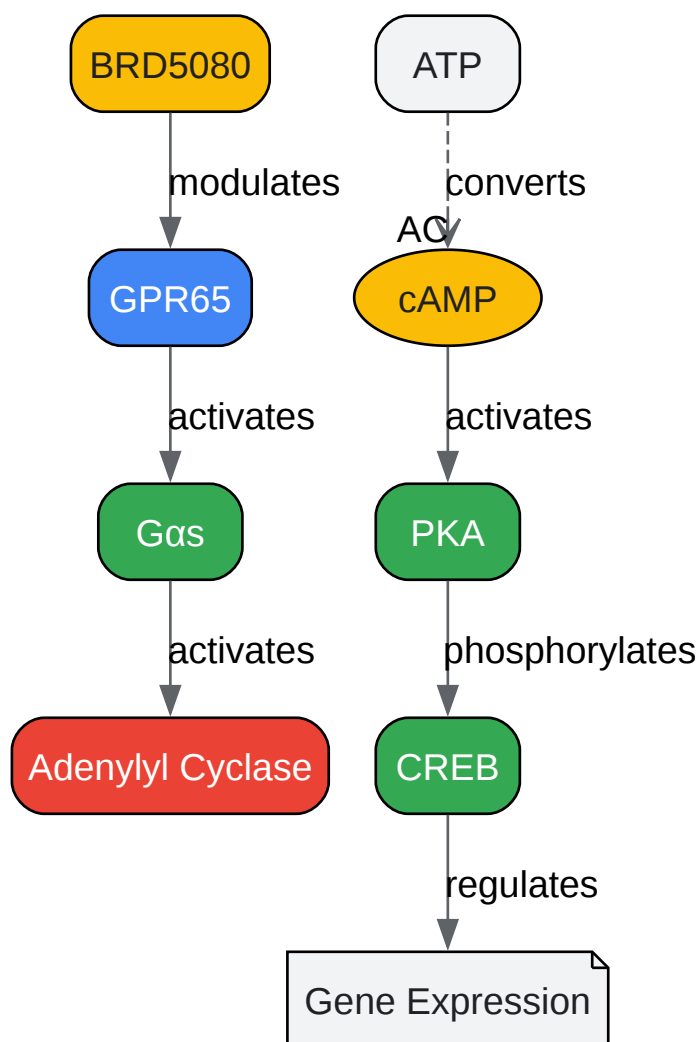 BRD5080
ATP
modulates
converts
AC
GPR65
cAMP
activates
activates
Gαs
PKA
activates
phosphorylates
Adenylyl Cyclase
CREB
regulates
Gene Expression